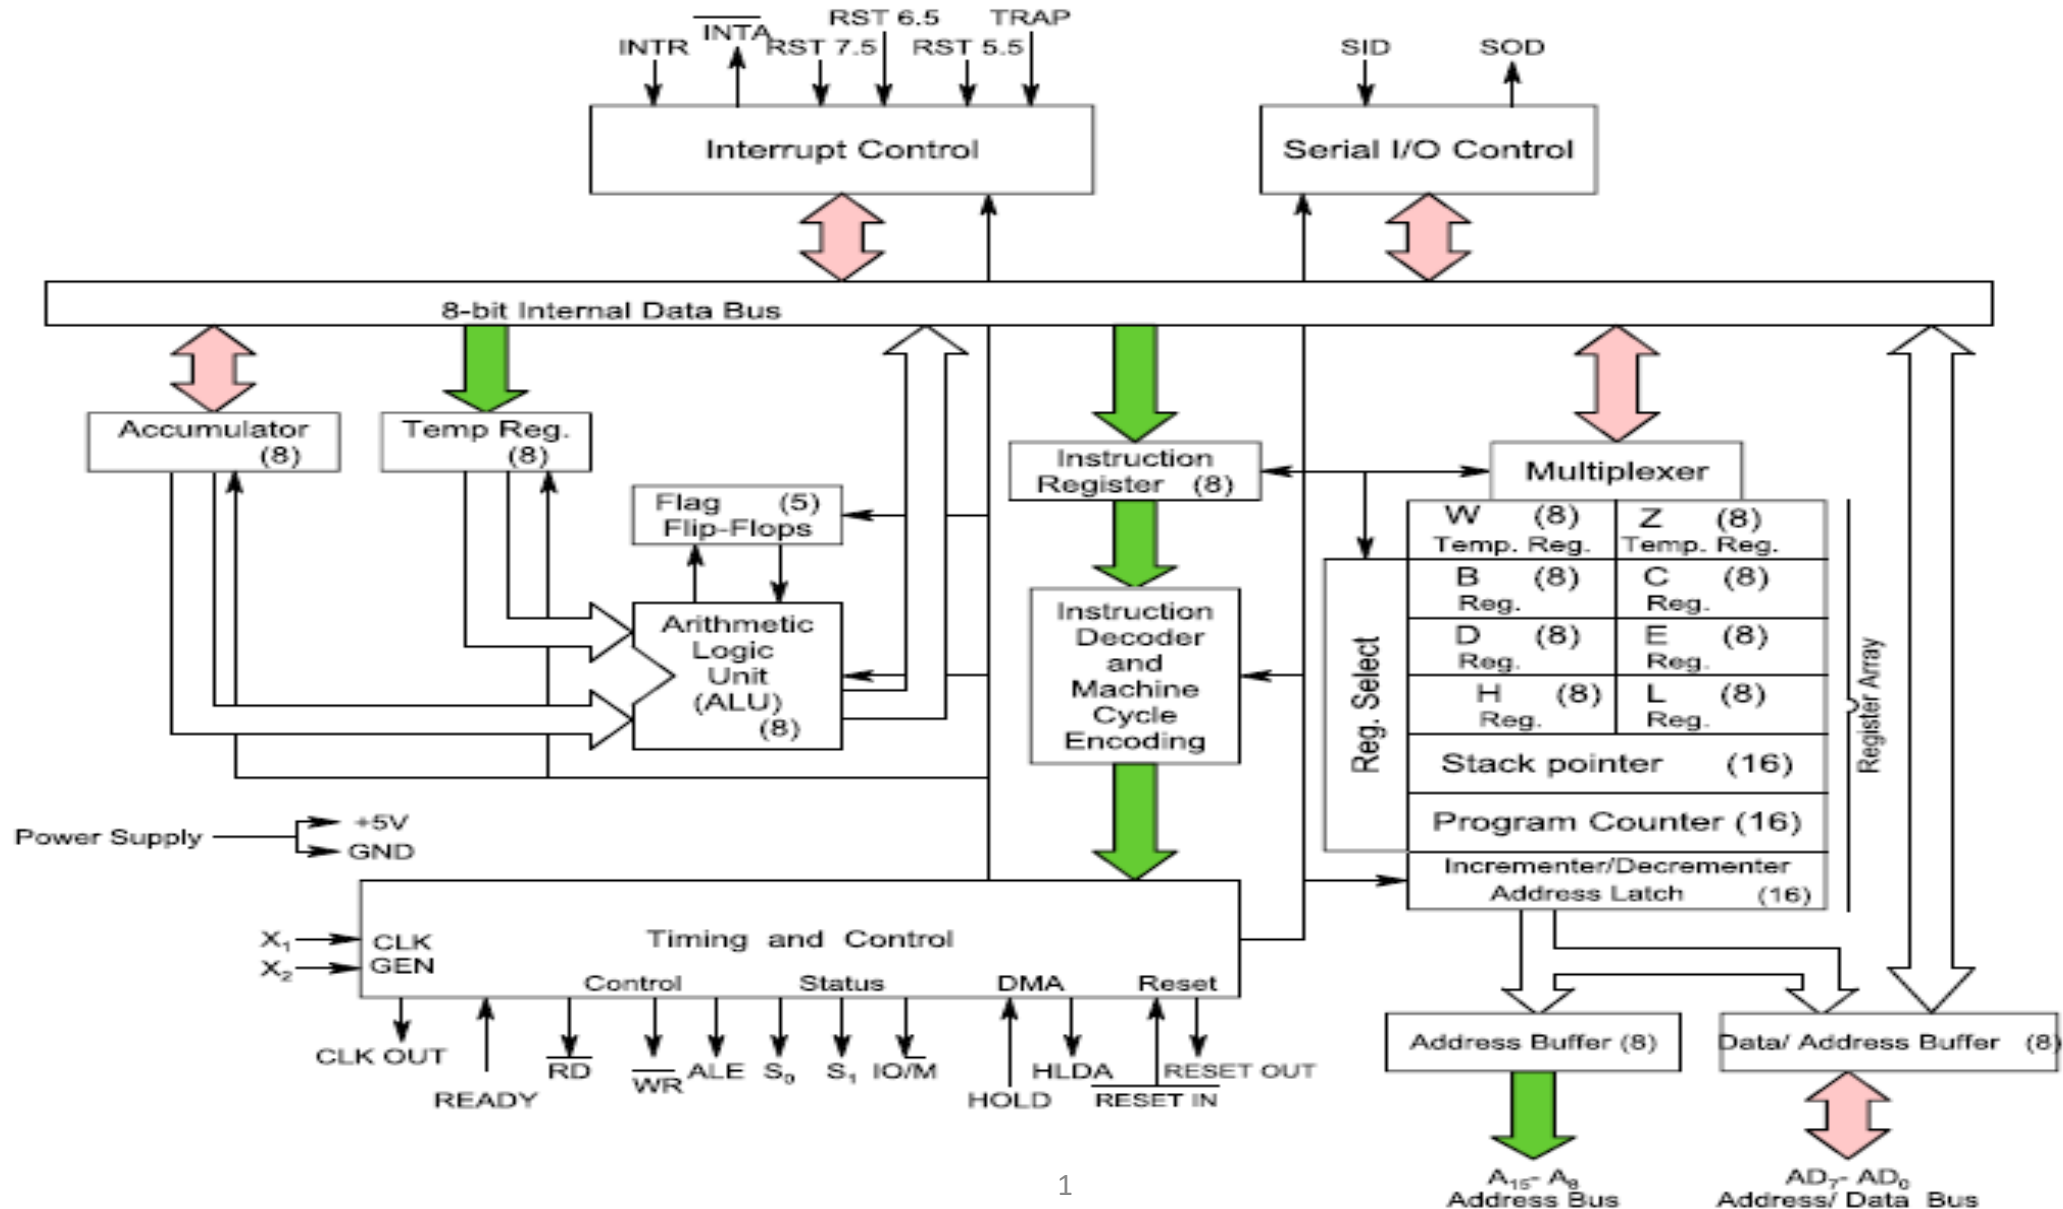 RST 6.5 TRAP
INTA
INTR RST 7.5 RST 5.5 SID SOD
Interrupt Control Serial I/O Control
8-bit Internal Data Bus
Accumulator
(8)
Temp Reg.
(8)
Flag (5)
Flip-Flops
Arithmetic
Logic
Unit
(ALU)
(8)
Instruction
Register (8)
Instruction
Decoder
and
Machine
Cycle
Encoding
Multiplexer
W (8) Z (8)
Temp. Reg. Temp. Reg.
B (8) C (8)
Reg. Reg.
D (8) E (8)
Reg. Reg.
H (8) L (8)
Reg. Reg.
Stack pointer (16)
Program Counter (16)
Incrementer/Decrementer
Address Latch (16)
Reg. Select
Register Array
Power Supply
+5V
GND
X₁ CLK
X₂ GEN
Timing and Control
Control Status DMA Reset
CLK OUT
READY
RD
WR
ALE S₀ S₁ IO/M
HOLD
HLDA
RESET IN
RESET OUT
Address Buffer (8)
Data/ Address Buffer (8)
A₁₅- A₈
Address Bus
AD₇- AD₀
Address/ Data Bus
1